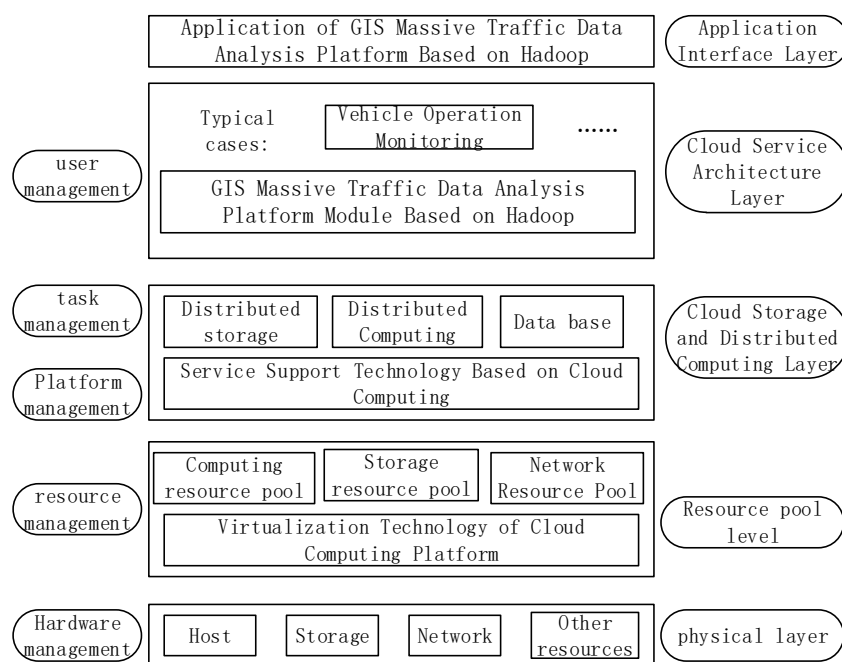 Application of GIS Massive Traffic Data
Analysis Platform Based on Hadoop
Application
Interface Layer
Typical
cases:
Vehicle Operation
Monitoring
......
user
management
GIS Massive Traffic Data Analysis
Platform Module Based on Hadoop
Cloud Service
Architecture
Layer
task
management
Distributed
storage
Distributed
Computing
Data base
Cloud Storage
and Distributed
Computing Layer
Platform
management
Service Support Technology Based on Cloud
Computing
resource
management
Computing
resource pool
Storage
resource pool
Network
Resource Pool
Virtualization Technology of Cloud
Computing Platform
Resource pool
level
Hardware
management
Host
Storage
Network
Other
resources
physical layer